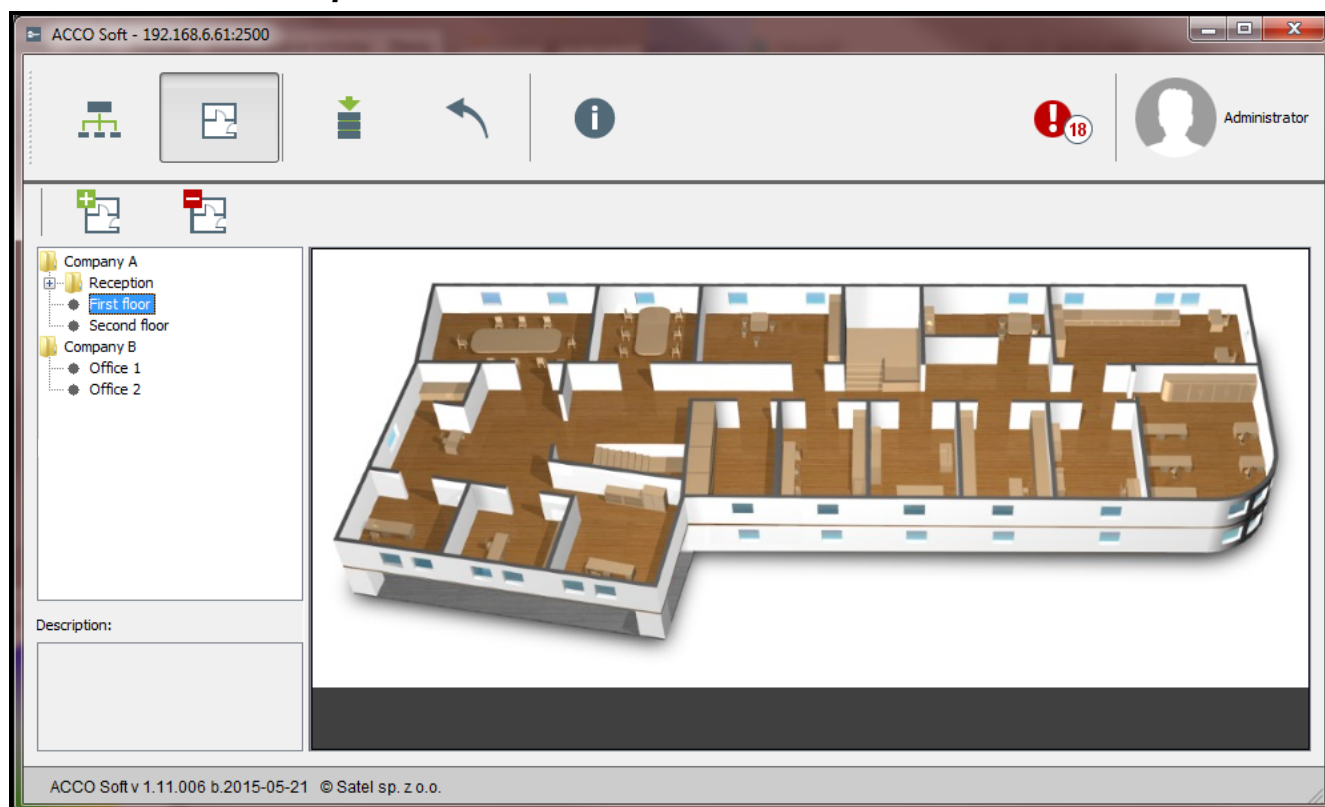 ACCO Soft - 192.168.6.61:2500
18
Administrator
Company A
Reception
First floor
Second floor
Company B
Office 1
Office 2
Description:
ACCO Soft v 1.11.006 b.2015-05-21 © Satel sp. z o.o.